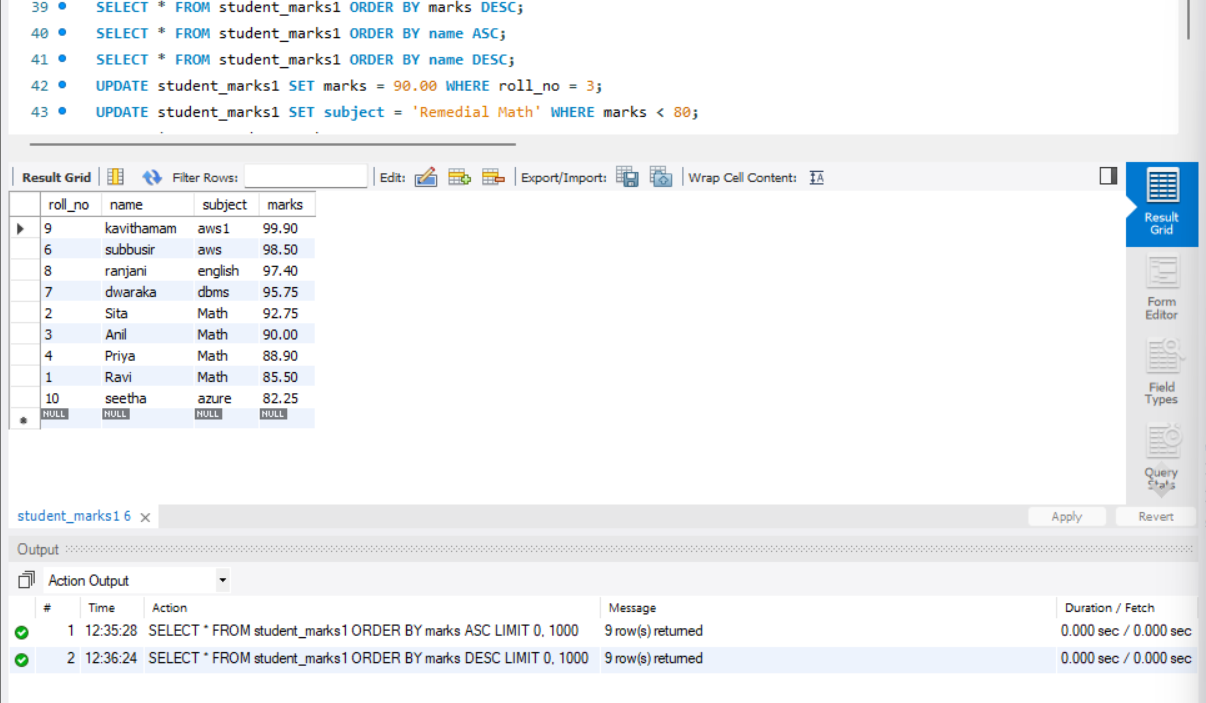 39 SELECT * FROM student_marks1 ORDER BY marks DESC;
40 SELECT * FROM student_marks1 ORDER BY name ASC;
41 SELECT * FROM student_marks1 ORDER BY name DESC;
42 UPDATE student_marks1 SET marks = 90.00 WHERE roll_no = 3;
43 UPDATE student_marks1 SET subject = 'Remedial Math' WHERE marks < 80;
Result Grid Filter Rows: Edit: Export/Import: Wrap Cell Content: IA
roll_no name subject marks
9 kavithamam aws1 99.90
6 subbusir aws 98.50
8 ranjani english 97.40
7 dwaraka dbms 95.75
2 Sita Math 92.75
3 Anil Math 90.00
4 Priya Math 88.90
1 Ravi Math 85.50
10 seetha azure 82.25
NULL NULL NULL NULL
Result
Grid
Form
Editor
Field
Types
Query
Stats
student_marks1 6
Apply Revert
Output
Action Output
# Time Action Message Duration / Fetch
1 12:35:28 SELECT * FROM student_marks1 ORDER BY marks ASC LIMIT 0, 1000 9 row(s) returned 0.000 sec / 0.000 sec
2 12:36:24 SELECT * FROM student_marks1 ORDER BY marks DESC LIMIT 0, 1000 9 row(s) returned 0.000 sec / 0.000 sec